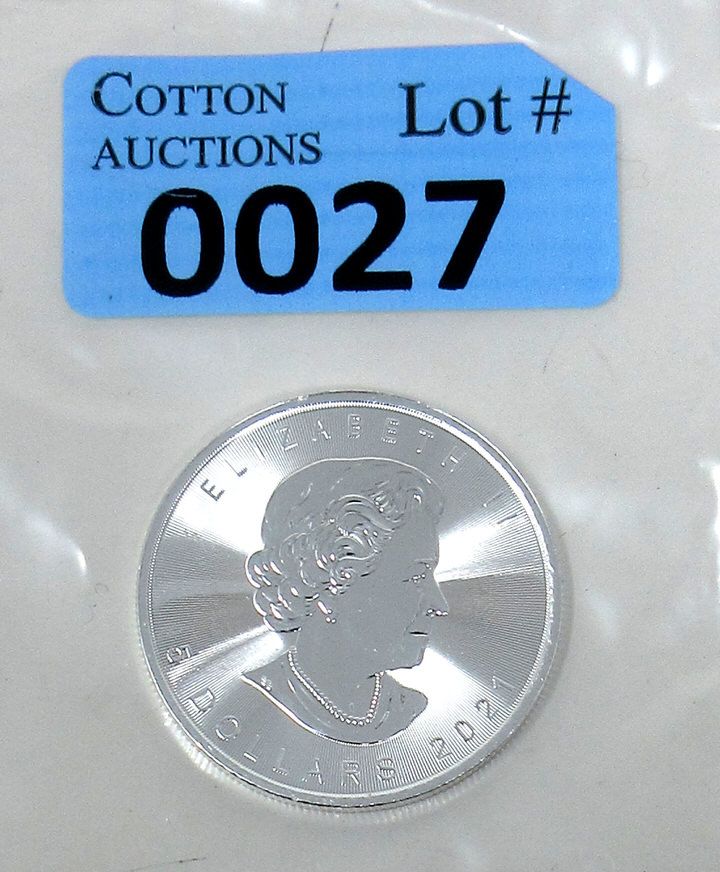 COTTON
AUCTIONS
Lot #
0027
ELIZABETH II
5 DOLLARS 2021